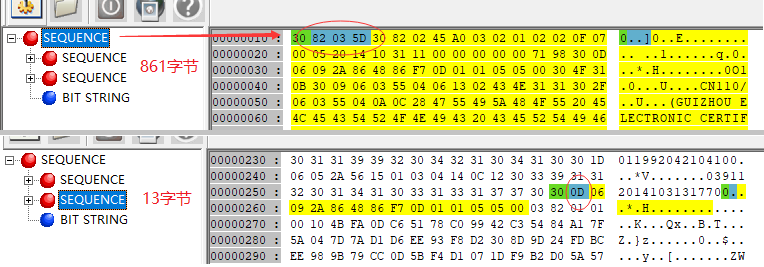 SEQUENCE
SEQUENCE
SEQUENCE
BIT STRING
861字节
00000010 : 30 82 03 5D 30 82 02 45 A0 03 02 01 02 02 0F 07 0..]0..E........
00000020 : 00 05 20 14 10 31 11 00 00 00 00 00 71 98 30 0D .. ..1......q.0.
00000030 : 06 09 2A 86 48 86 F7 0D 01 01 05 05 00 30 4F 31 ..*.H........0O1
00000040 : 0B 30 09 06 03 55 04 06 13 02 43 4E 31 31 30 2F .0...U....CN110/
00000050 : 06 03 55 04 0A 0C 28 47 55 49 5A 48 4F 55 20 45 ..U...(GUIZHOU E
00000060 : 4C 45 43 54 52 4F 4E 49 43 20 43 45 52 54 49 46 LECTRONIC CERTIF
SEQUENCE
SEQUENCE
SEQUENCE
BIT STRING
13字节
00000230 : 30 31 31 39 39 32 30 34 32 31 30 34 31 30 30 1D 011992042104100.
00000240 : 06 05 2A 56 15 01 03 04 14 0C 12 30 33 39 31 31 ..*V.......03911
00000250 : 32 30 31 34 31 30 33 31 33 31 37 37 30 30 0D 06 20141031317700..
00000260 : 09 2A 86 48 86 F7 0D 01 01 05 05 00 03 82 01 01 .*.H............
00000270 : 00 10 4B FA 0D C6 51 78 C0 99 42 C3 54 84 A1 7F ..K...Qx..B.T...
00000280 : 5A 04 7D 7A D1 D6 EE 93 F8 D2 30 8D 9D 24 FD BC Z.}z......0..$..
00000290 : EE 98 9B 79 CC 0D 5B F4 D1 07 1D F9 B2 D0 5A 57 ...y..[.......ZW